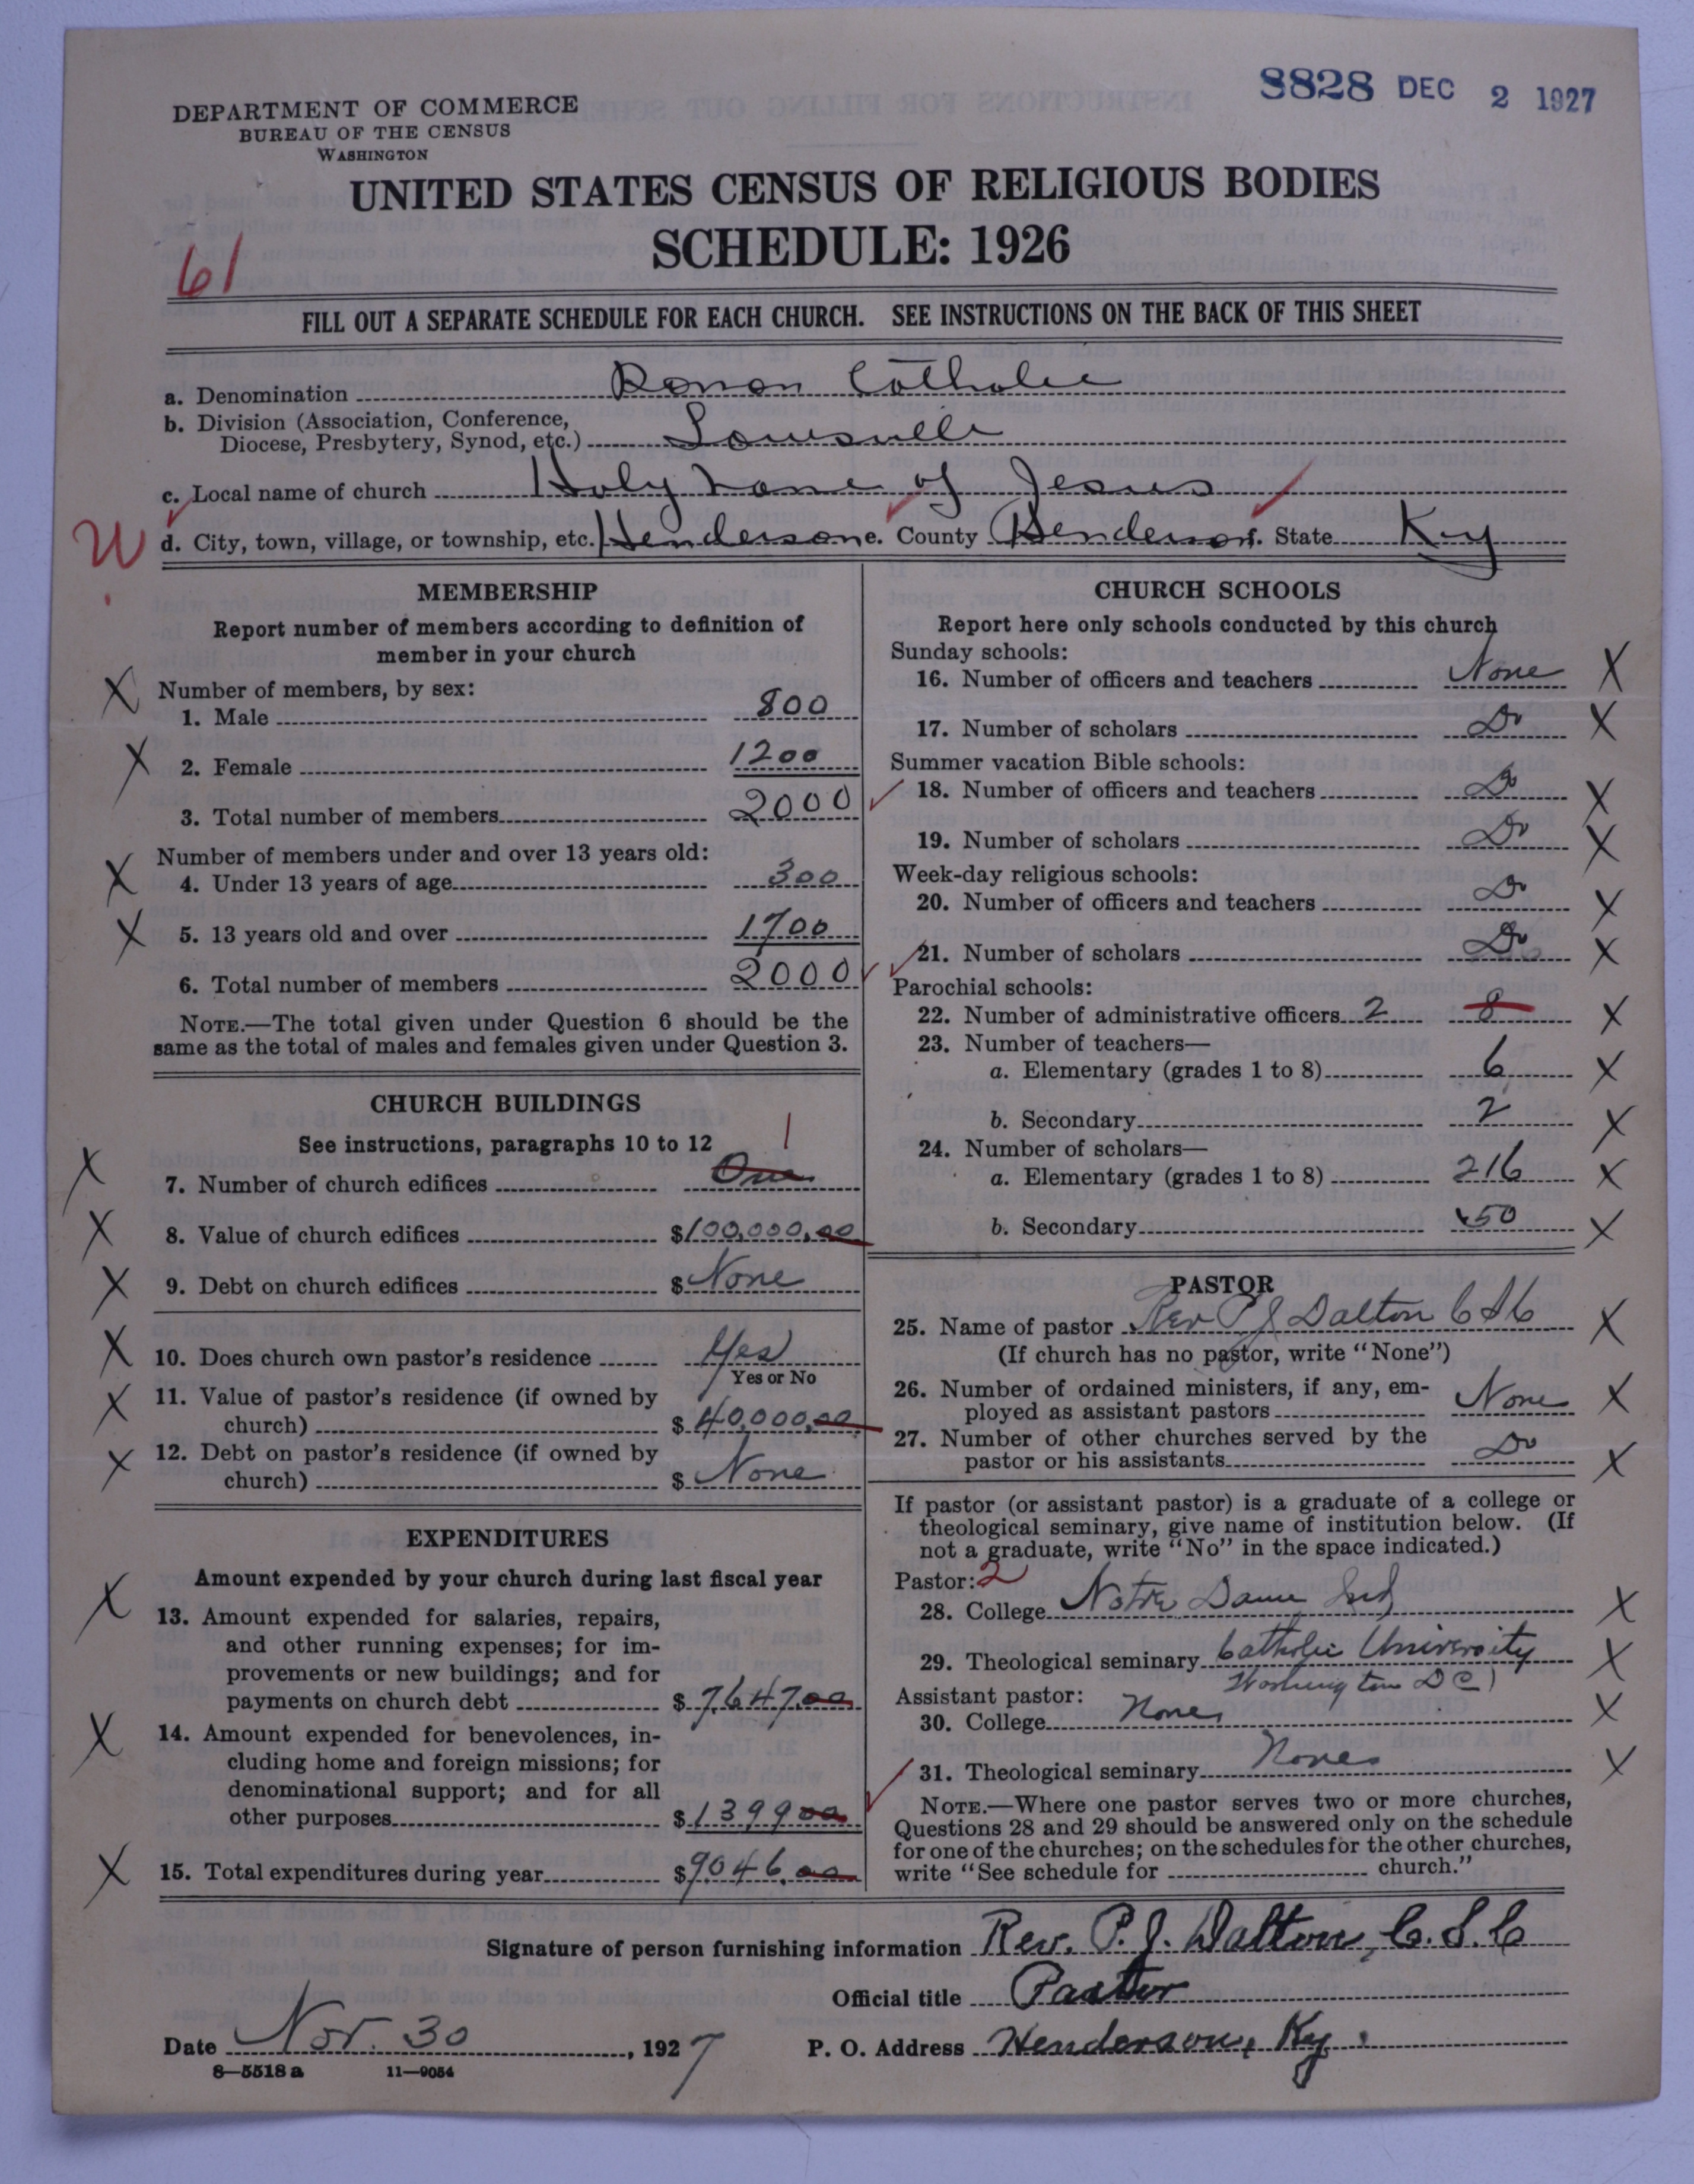 8828 DEC 2 1927
DEPARTMENT OF COMMERCE
BUREAU OF THE CENSUS
WASHINGTON
UNITED STATES CENSUS OF RELIGIOUS BODIES
SCHEDULE: 1926
61
FILL OUT A SEPARATE SCHEDULE FOR EACH CHURCH. SEE INSTRUCTIONS ON THE BACK OF THIS SHEET
a. Denomination Roman Catholic
b. Division (Association, Conference,
Diocese, Presbytery, Synod, etc.) Louisville
c. Local name of church Holy Name of Jesus
W d. City, town, village, or township, etc. Henderson e. County Henderson f. State Ky
MEMBERSHIP
Report number of members according to definition of
member in your church
X Number of members, by sex:
1. Male 800
X 2. Female 1200
3. Total number of members 2000
Number of members under and over 13 years old:
X 4. Under 13 years of age 300
X 5. 13 years old and over 1700
6. Total number of members 2000
NOTE.—The total given under Question 6 should be the
same as the total of males and females given under Question 3.
CHURCH BUILDINGS
See instructions, paragraphs 10 to 12
1
X 7. Number of church edifices One
X 8. Value of church edifices $100,000.00
X 9. Debt on church edifices $ None
X 10. Does church own pastor's residence Yes
Yes or No
X 11. Value of pastor's residence (if owned by
church) $ 40,000.00
X 12. Debt on pastor's residence (if owned by
church) $ None
EXPENDITURES
Amount expended by your church during last fiscal year
X 13. Amount expended for salaries, repairs,
and other running expenses; for im-
provements or new buildings; and for
payments on church debt $ 7,647.00
X 14. Amount expended for benevolences, in-
cluding home and foreign missions; for
denominational support; and for all
other purposes $ 1399.00
X 15. Total expenditures during year $ 9046.00
CHURCH SCHOOLS
Report here only schools conducted by this church
Sunday schools:
16. Number of officers and teachers None X
17. Number of scholars Do X
Summer vacation Bible schools:
18. Number of officers and teachers Do X
19. Number of scholars Do X
Week-day religious schools:
20. Number of officers and teachers Do X
21. Number of scholars Do X
Parochial schools:
22. Number of administrative officers 2 8 X
23. Number of teachers—
a. Elementary (grades 1 to 8) 6 X
b. Secondary 2 X
24. Number of scholars—
a. Elementary (grades 1 to 8) 216 X
b. Secondary 50 X
PASTOR
25. Name of pastor Rev P J Dalton CSC X
(If church has no pastor, write "None")
26. Number of ordained ministers, if any, em-
ployed as assistant pastors None X
27. Number of other churches served by the
pastor or his assistants Do X
If pastor (or assistant pastor) is a graduate of a college or
theological seminary, give name of institution below. (If
not a graduate, write "No" in the space indicated.)
Pastor: 2
28. College Notre Dame Ind X
29. Theological seminary Catholic University X
Washington DC)
Assistant pastor:
30. College None X
31. Theological seminary None X
NOTE.—Where one pastor serves two or more churches,
Questions 28 and 29 should be answered only on the schedule
for one of the churches; on the schedules for the other churches,
write "See schedule for church."
Signature of person furnishing information Rev. P. J. Dalton, C.S.C
Official title Pastor
Date Nov. 30, 1927 P. O. Address Henderson, Ky.
8—5518 a 11—9054